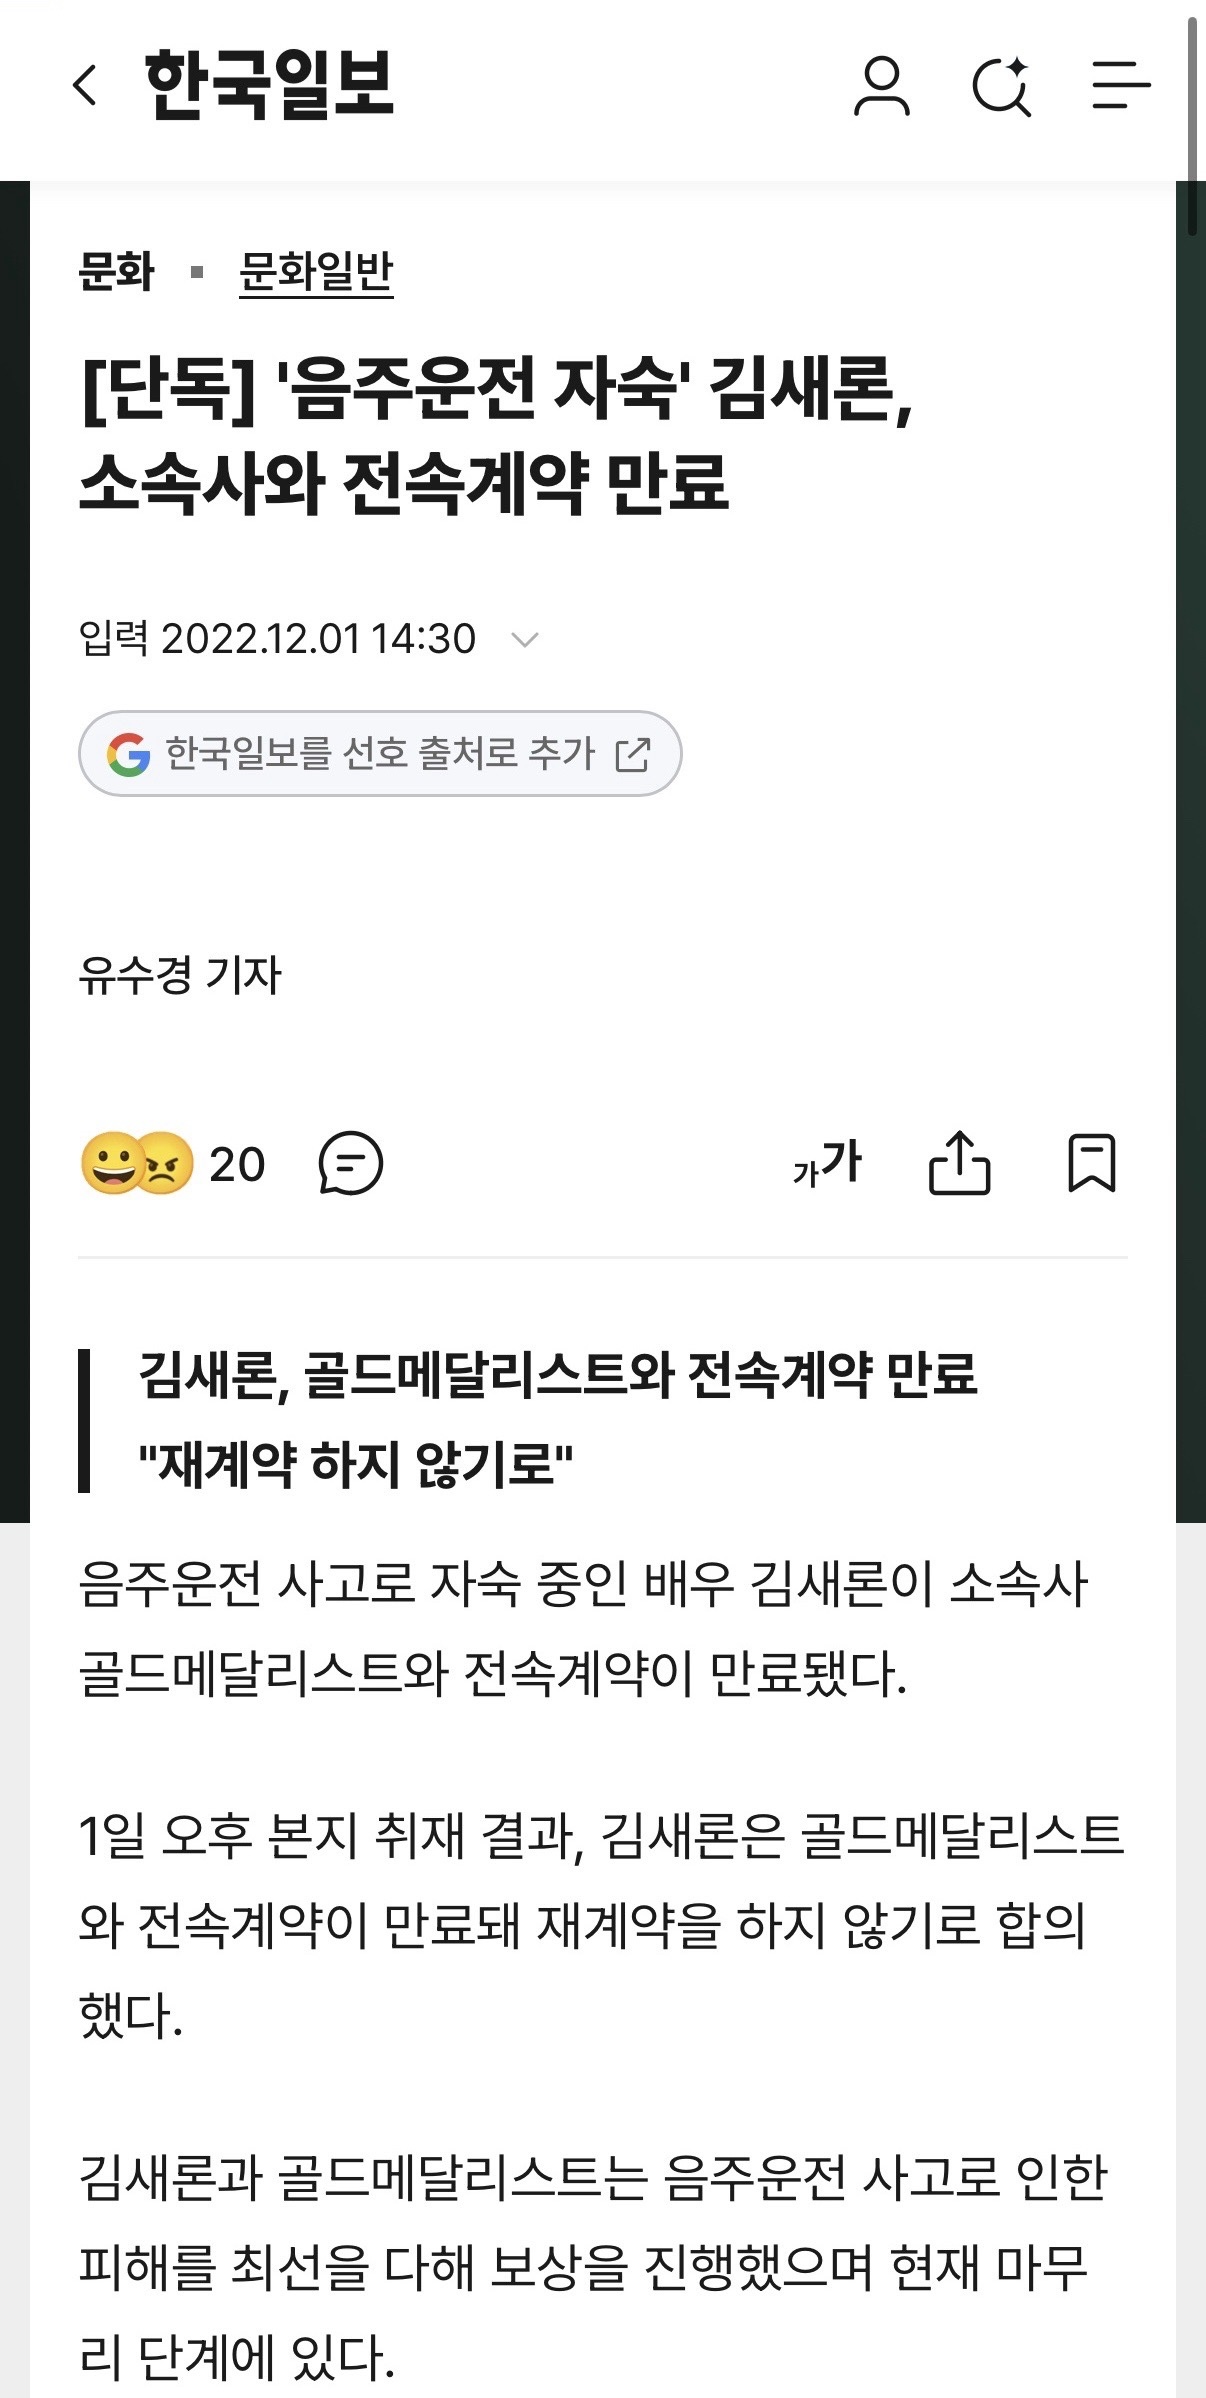 한국일보
문화 ▪ 문화일반
[단독] '음주운전 자숙' 김새론,
소속사와 전속계약 만료
입력 2022.12.01 14:30
한국일보를 선호 출처로 추가
유수경 기자
20
가가
김새론, 골드메달리스트와 전속계약 만료
"재계약 하지 않기로"
음주운전 사고로 자숙 중인 배우 김새론이 소속사
골드메달리스트와 전속계약이 만료됐다.
1일 오후 본지 취재 결과, 김새론은 골드메달리스트
와 전속계약이 만료돼 재계약을 하지 않기로 합의
했다.
김새론과 골드메달리스트는 음주운전 사고로 인한
피해를 최선을 다해 보상을 진행했으며 현재 마무
리 단계에 있다.